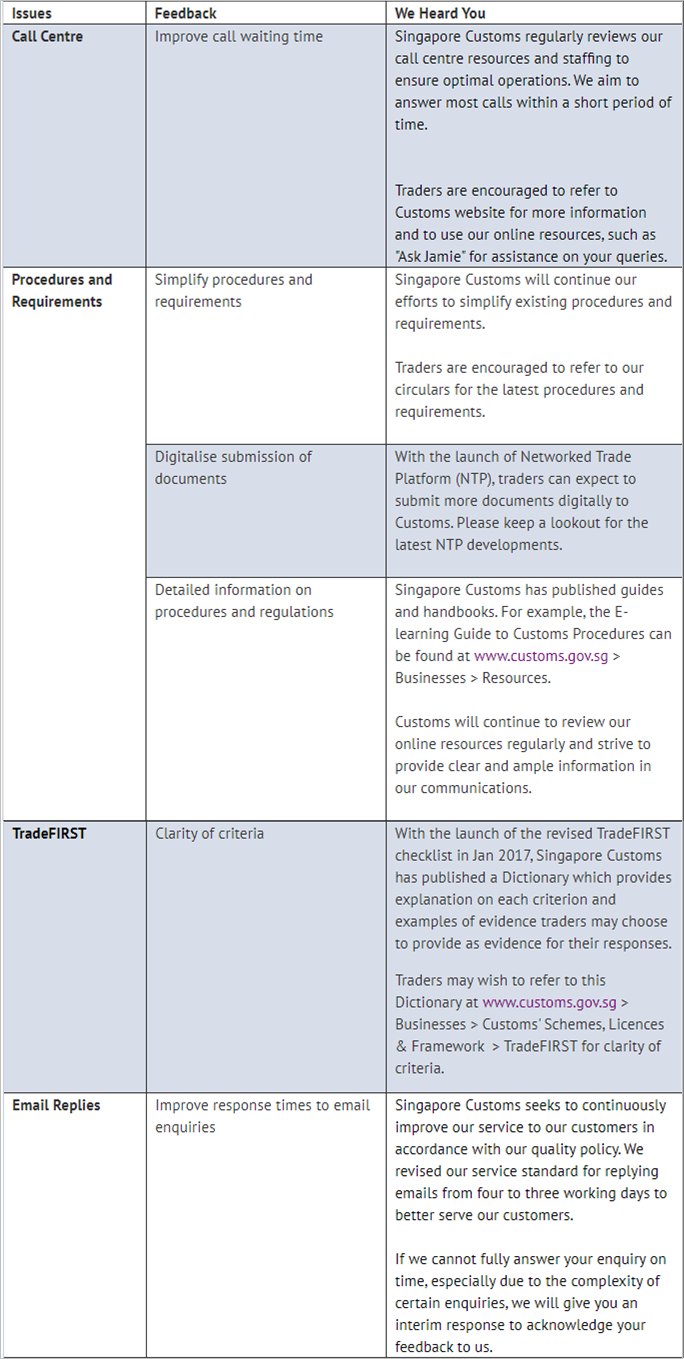 Issues
Feedback
We Heard You
Call Centre
Improve call waiting time
Singapore Customs regularly reviews our
call centre resources and staffing to
ensure optimal operations. We aim to
answer most calls within a short period of
time.
Traders are encouraged to refer to
Customs website for more information
and to use our online resources, such as
"Ask Jamie" for assistance on your queries.
Procedures and
Requirements
Simplify procedures and
requirements
Singapore Customs will continue our
efforts to simplify existing procedures and
requirements.
Traders are encouraged to refer to our
circulars for the latest procedures and
requirements.
Digitalise submission of
documents
With the launch of Networked Trade
Platform (NTP), traders can expect to
submit more documents digitally to
Customs. Please keep a lookout for the
latest NTP developments.
Detailed information on
procedures and regulations
Singapore Customs has published guides
and handbooks. For example, the E-
learning Guide to Customs Procedures can
be found at www.customs.gov.sg >
Businesses > Resources.
Customs will continue to review our
online resources regularly and strive to
provide clear and ample information in
our communications.
TradeFIRST
Clarity of criteria
With the launch of the revised TradeFIRST
checklist in Jan 2017, Singapore Customs
has published a Dictionary which provides
explanation on each criterion and
examples of evidence traders may choose
to provide as evidence for their responses.
Traders may wish to refer to this
Dictionary at www.customs.gov.sg >
Businesses > Customs' Schemes, Licences
& Framework > TradeFIRST for clarity of
criteria.
Email Replies
Improve response times to email
enquiries
Singapore Customs seeks to continuously
improve our service to our customers in
accordance with our quality policy. We
revised our service standard for replying
emails from four to three working days to
better serve our customers.
If we cannot fully answer your enquiry on
time, especially due to the complexity of
certain enquiries, we will give you an
interim response to acknowledge your
feedback to us.